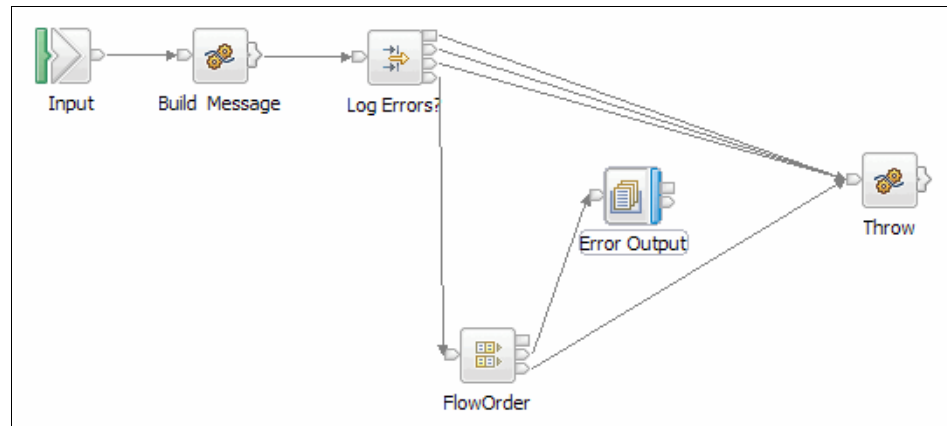 Input
Build Message
Log Errors?
Error Output
Throw
FlowOrder